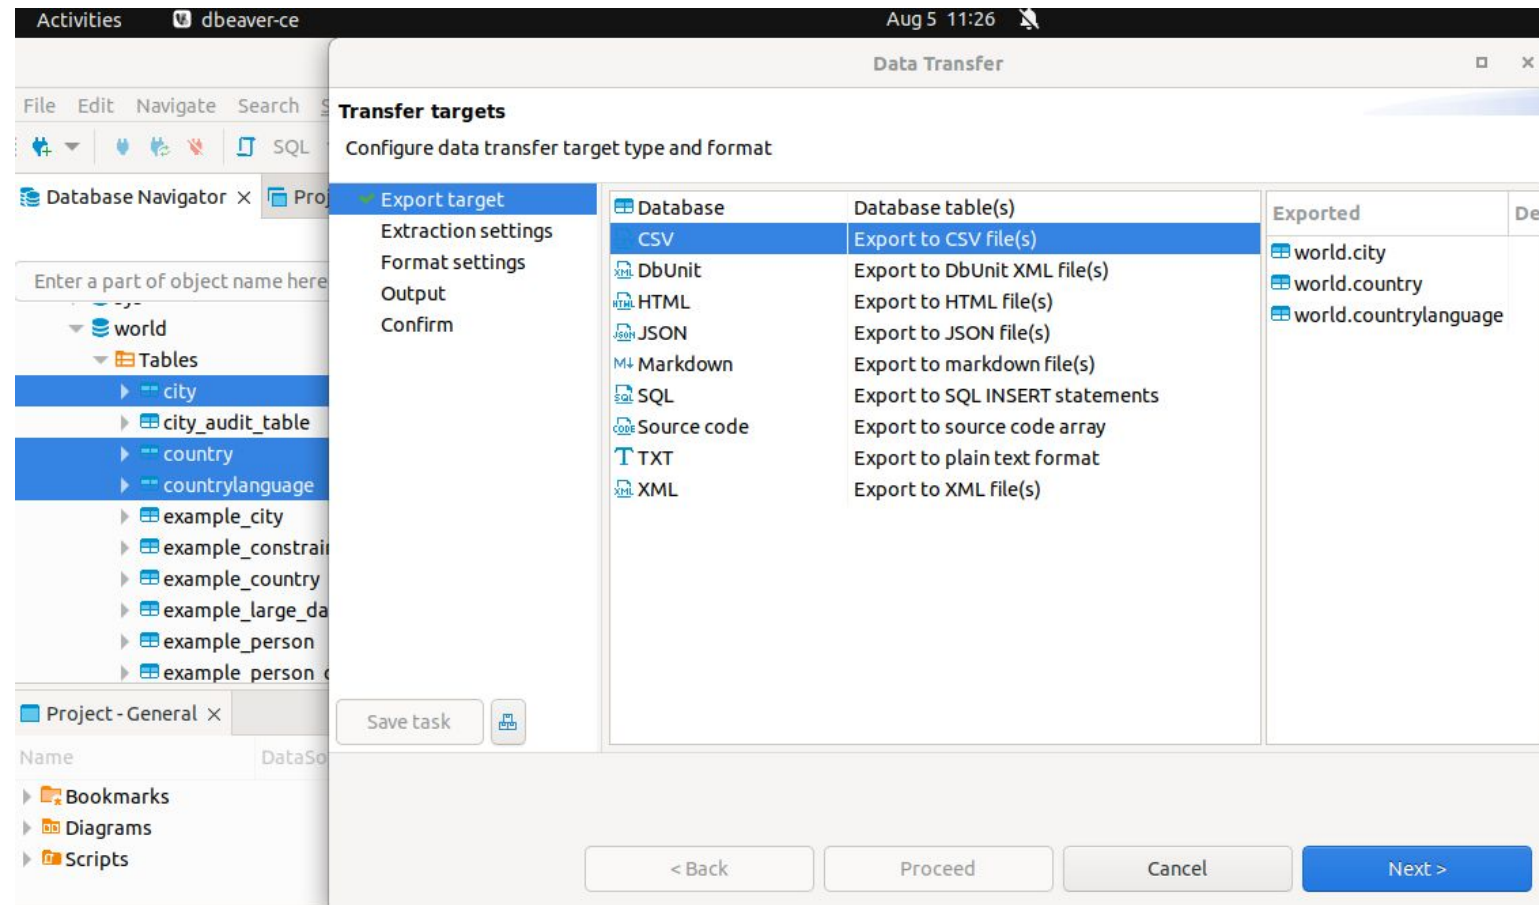 Activities dbeaver-ce Aug 5 11:26
Data Transfer
File Edit Navigate Search
Transfer targets
SQL
Configure data transfer target type and format
Database Navigator
Enter a part of object name here
world
Tables
city
city_audit_table
country
countrylanguage
example_city
example_country
example_person
Export target
Extraction settings
Format settings
Output
Confirm
Save task
Database Database table(s)
CSV Export to CSV file(s)
DbUnit Export to DbUnit XML file(s)
HTML Export to HTML file(s)
JSON Export to JSON file(s)
Markdown Export to markdown file(s)
SQL Export to SQL INSERT statements
Source code Export to source code array
TXT Export to plain text format
XML Export to XML file(s)
Exported
world.city
world.country
world.countrylanguage
Project - General
Name
Bookmarks
Diagrams
Scripts
< Back Proceed Cancel Next >